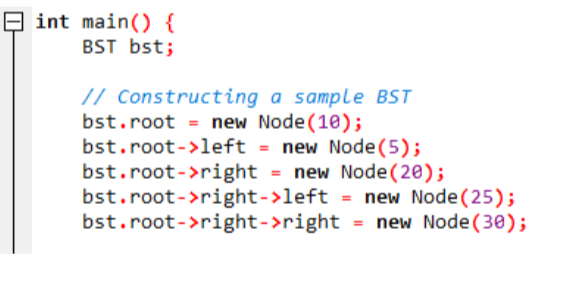 int main() {
    BST bst;

    // Constructing a sample BST
    bst.root = new Node(10);
    bst.root->left = new Node(5);
    bst.root->right = new Node(20);
    bst.root->right->left = new Node(25);
    bst.root->right->right = new Node(30);